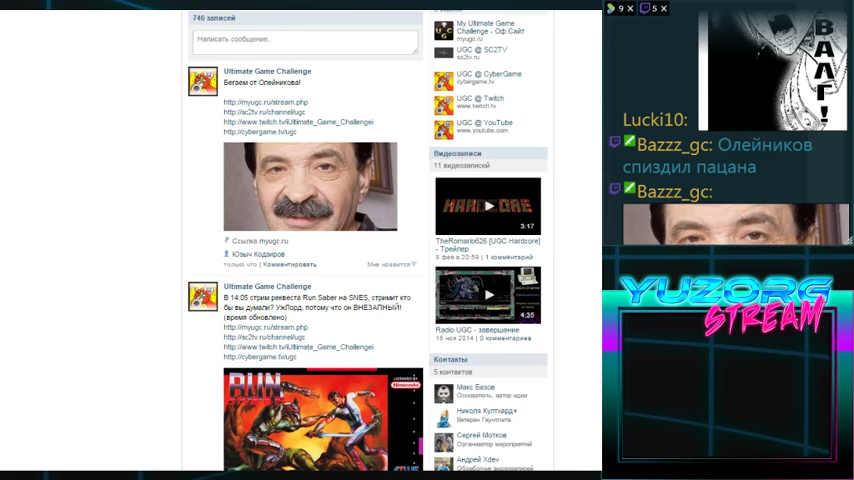 746 записей
Написать сообщение..
Ultimate Game Challenge
Бегаем от Олейникова!
http://myugc.ru/stream.php
http://sc2tv.ru/channel/ugc
http://www.twitch.tv/iUltimate_Game_Challengei
http://cybergame.tv/ugc
Ссылка myugc.ru
Юзыч Кодзиров
только что | Комментировать
Мне нравится
Ultimate Game Challenge
В 14:05 стрим реквеста Run Saber на SNES, стримит кто
бы вы думали? УжЛорд, потому что он ВНЕЗАПНЫЙ!
(время обновлено)
http://myugc.ru/stream.php
http://sc2tv.ru/channel/ugc
http://www.twitch.tv/iUltimate_Game_Challengei
http://cybergame.tv/ugc
RUN
LICENSED BY
Nintendo
My Ultimate Game
Challenge - Оф.Сайт
myugc.ru
UGC @ SC2TV
sc2tv.ru
UGC @ CyberGame
cybergame.tv
UGC @ Twitch
www.twitch.tv
UGC @ YouTube
www.youtube.com
Видеозаписи
11 видеозаписей
HARDCORE
3:17
TheRomario626 [UGC Hardcore]
- Трейлер
8 фев в 20:59 | 1 комментарий
4:35
Radio UGC - завершение
18 ноя 2014 | 0 комментариев
Контакты
5 контактов
Макс Базов
Основатель, автор идеи
Николя Култхард
Ветеран Гаунтлета
Сергей Мотков
Организатор мероприятий
Андрей Xdev
9
5
ВАЛГ!
Lucki10:
Bazzz_gc: Олейников
спиздил пацана
Bazzz_gc:
YUZORG
STREAM